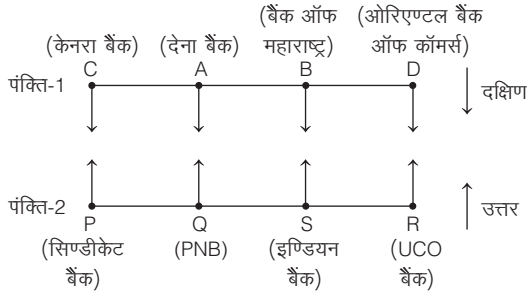 (केनरा बैंक) (देना बैंक) (बैंक ऑफ महाराष्ट्र) (ओरिएण्टल बैंक ऑफ कॉमर्स)
C A B D
पंक्ति-1 दक्षिण
पंक्ति-2 उत्तर
P Q S R
(सिण्डीकेट बैंक) (PNB) (इण्डियन बैंक) (UCO बैंक)